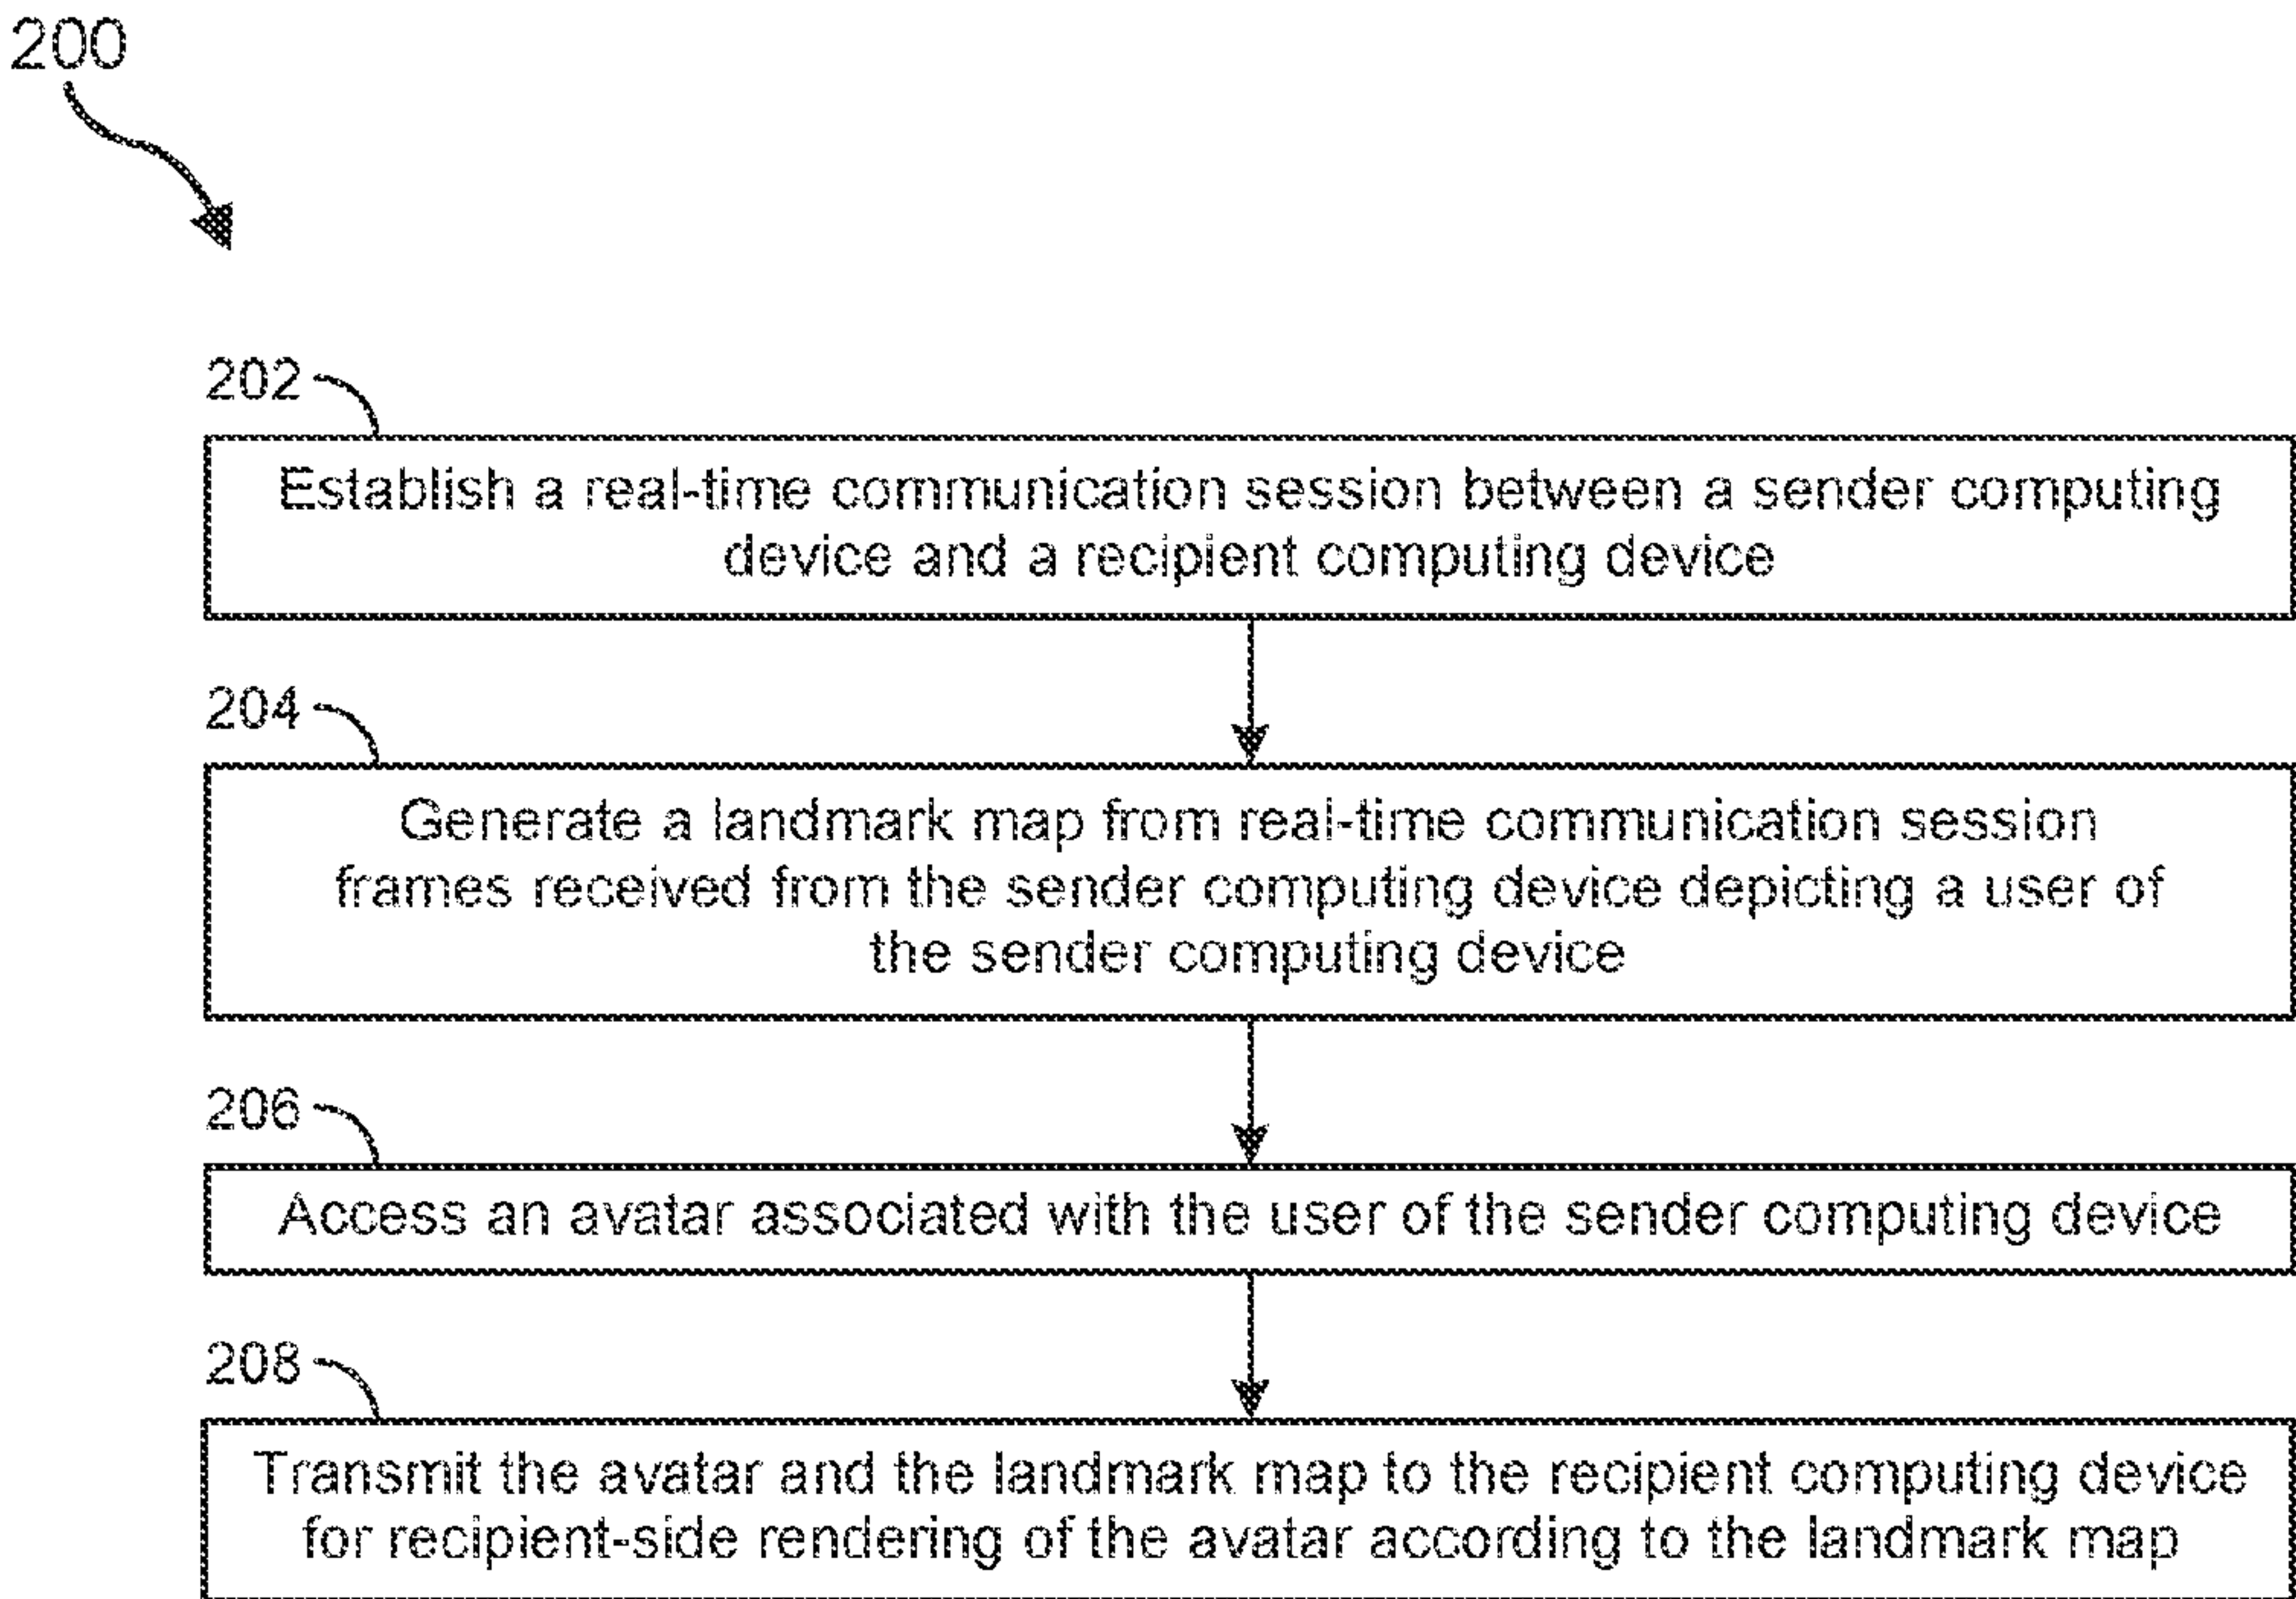 200
202
Establish a real-time communication session between a sender computing
device and a recipient computing device
204
Generate a landmark map from real-time communication session
frames received from the sender computing device depicting a user of
the sender computing device
206
Access an avatar associated with the user of the sender computing device
208
Transmit the avatar and the landmark map to the recipient computing device
for recipient-side rendering of the avatar according to the landmark map